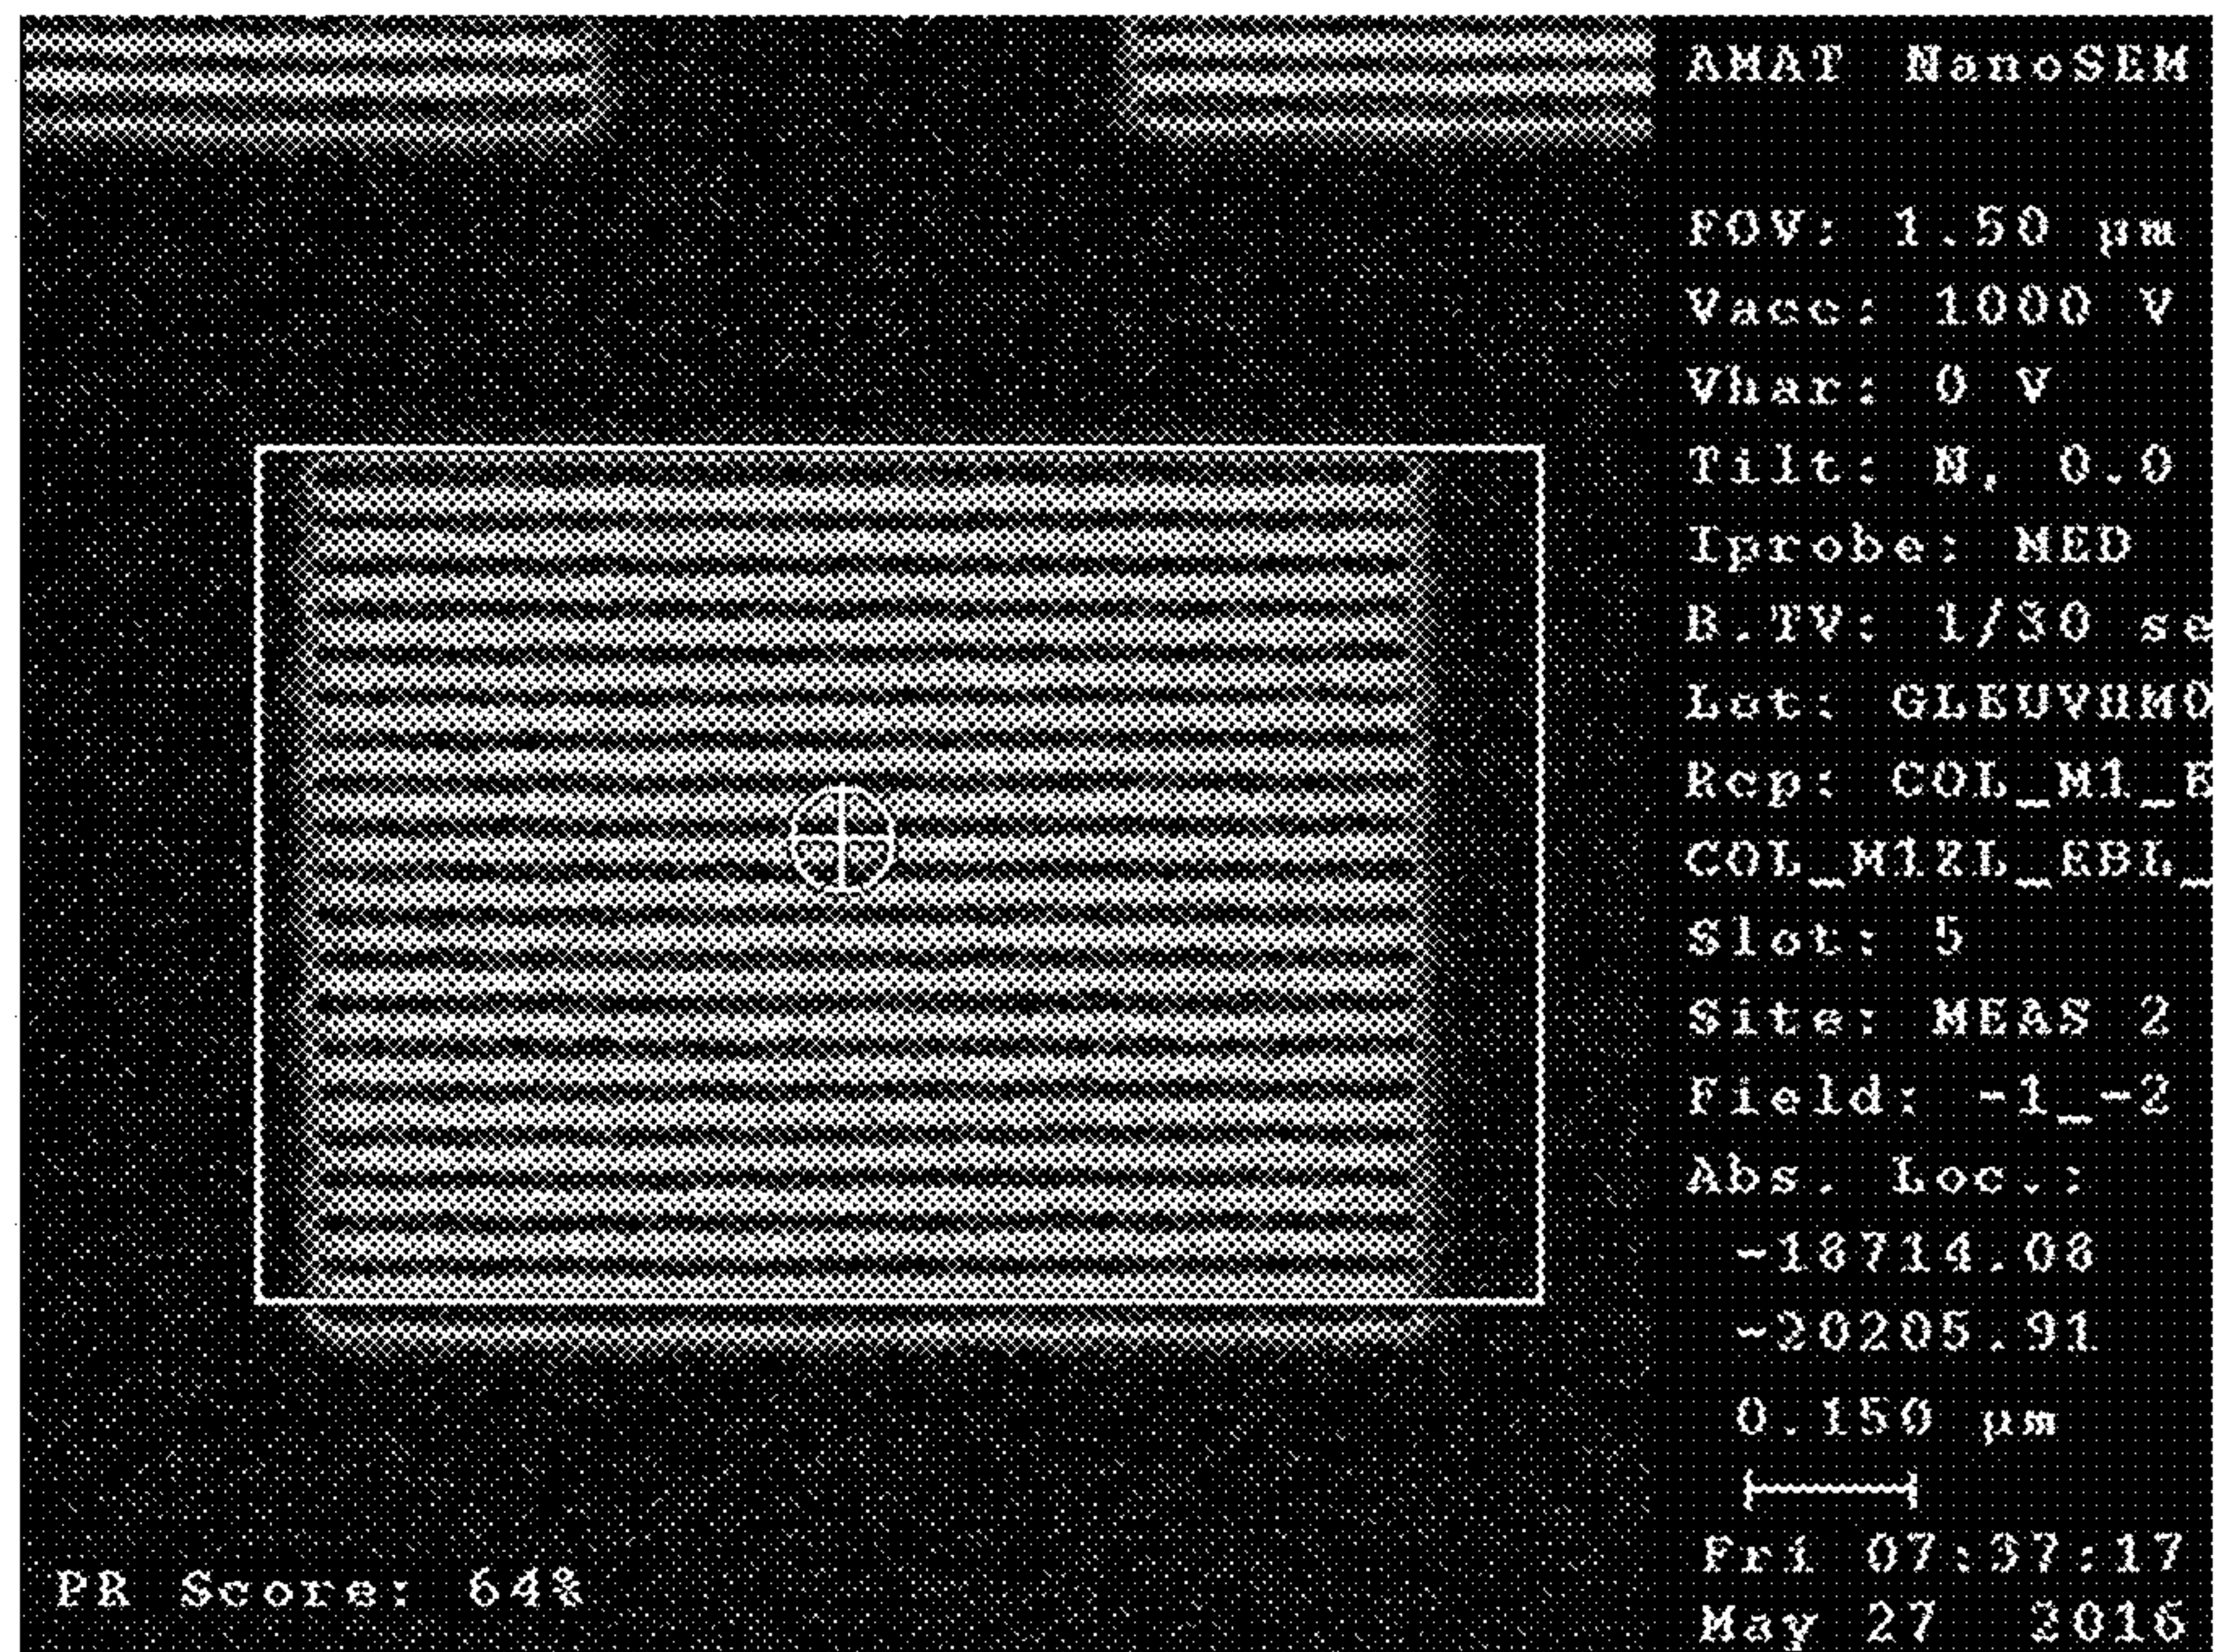 AMAT NanoSEM
FOV: 1.50 µm
Vacc: 1000 V
Vhar: 0 V
Tilt: N, 0.0
Iprobe: MED
B.TV: 1/30 se
Lot: GLEUVHM0
Rcp: COL_M1_E
COL_M1ZL_EBL_
Slot: 5
Site: MEAS 2
Field: -1_-2
Abs. Loc.:
-18714.08
-20205.91
0.150 µm
Fri 07:37:17
May 27 2016
PR Score: 64%